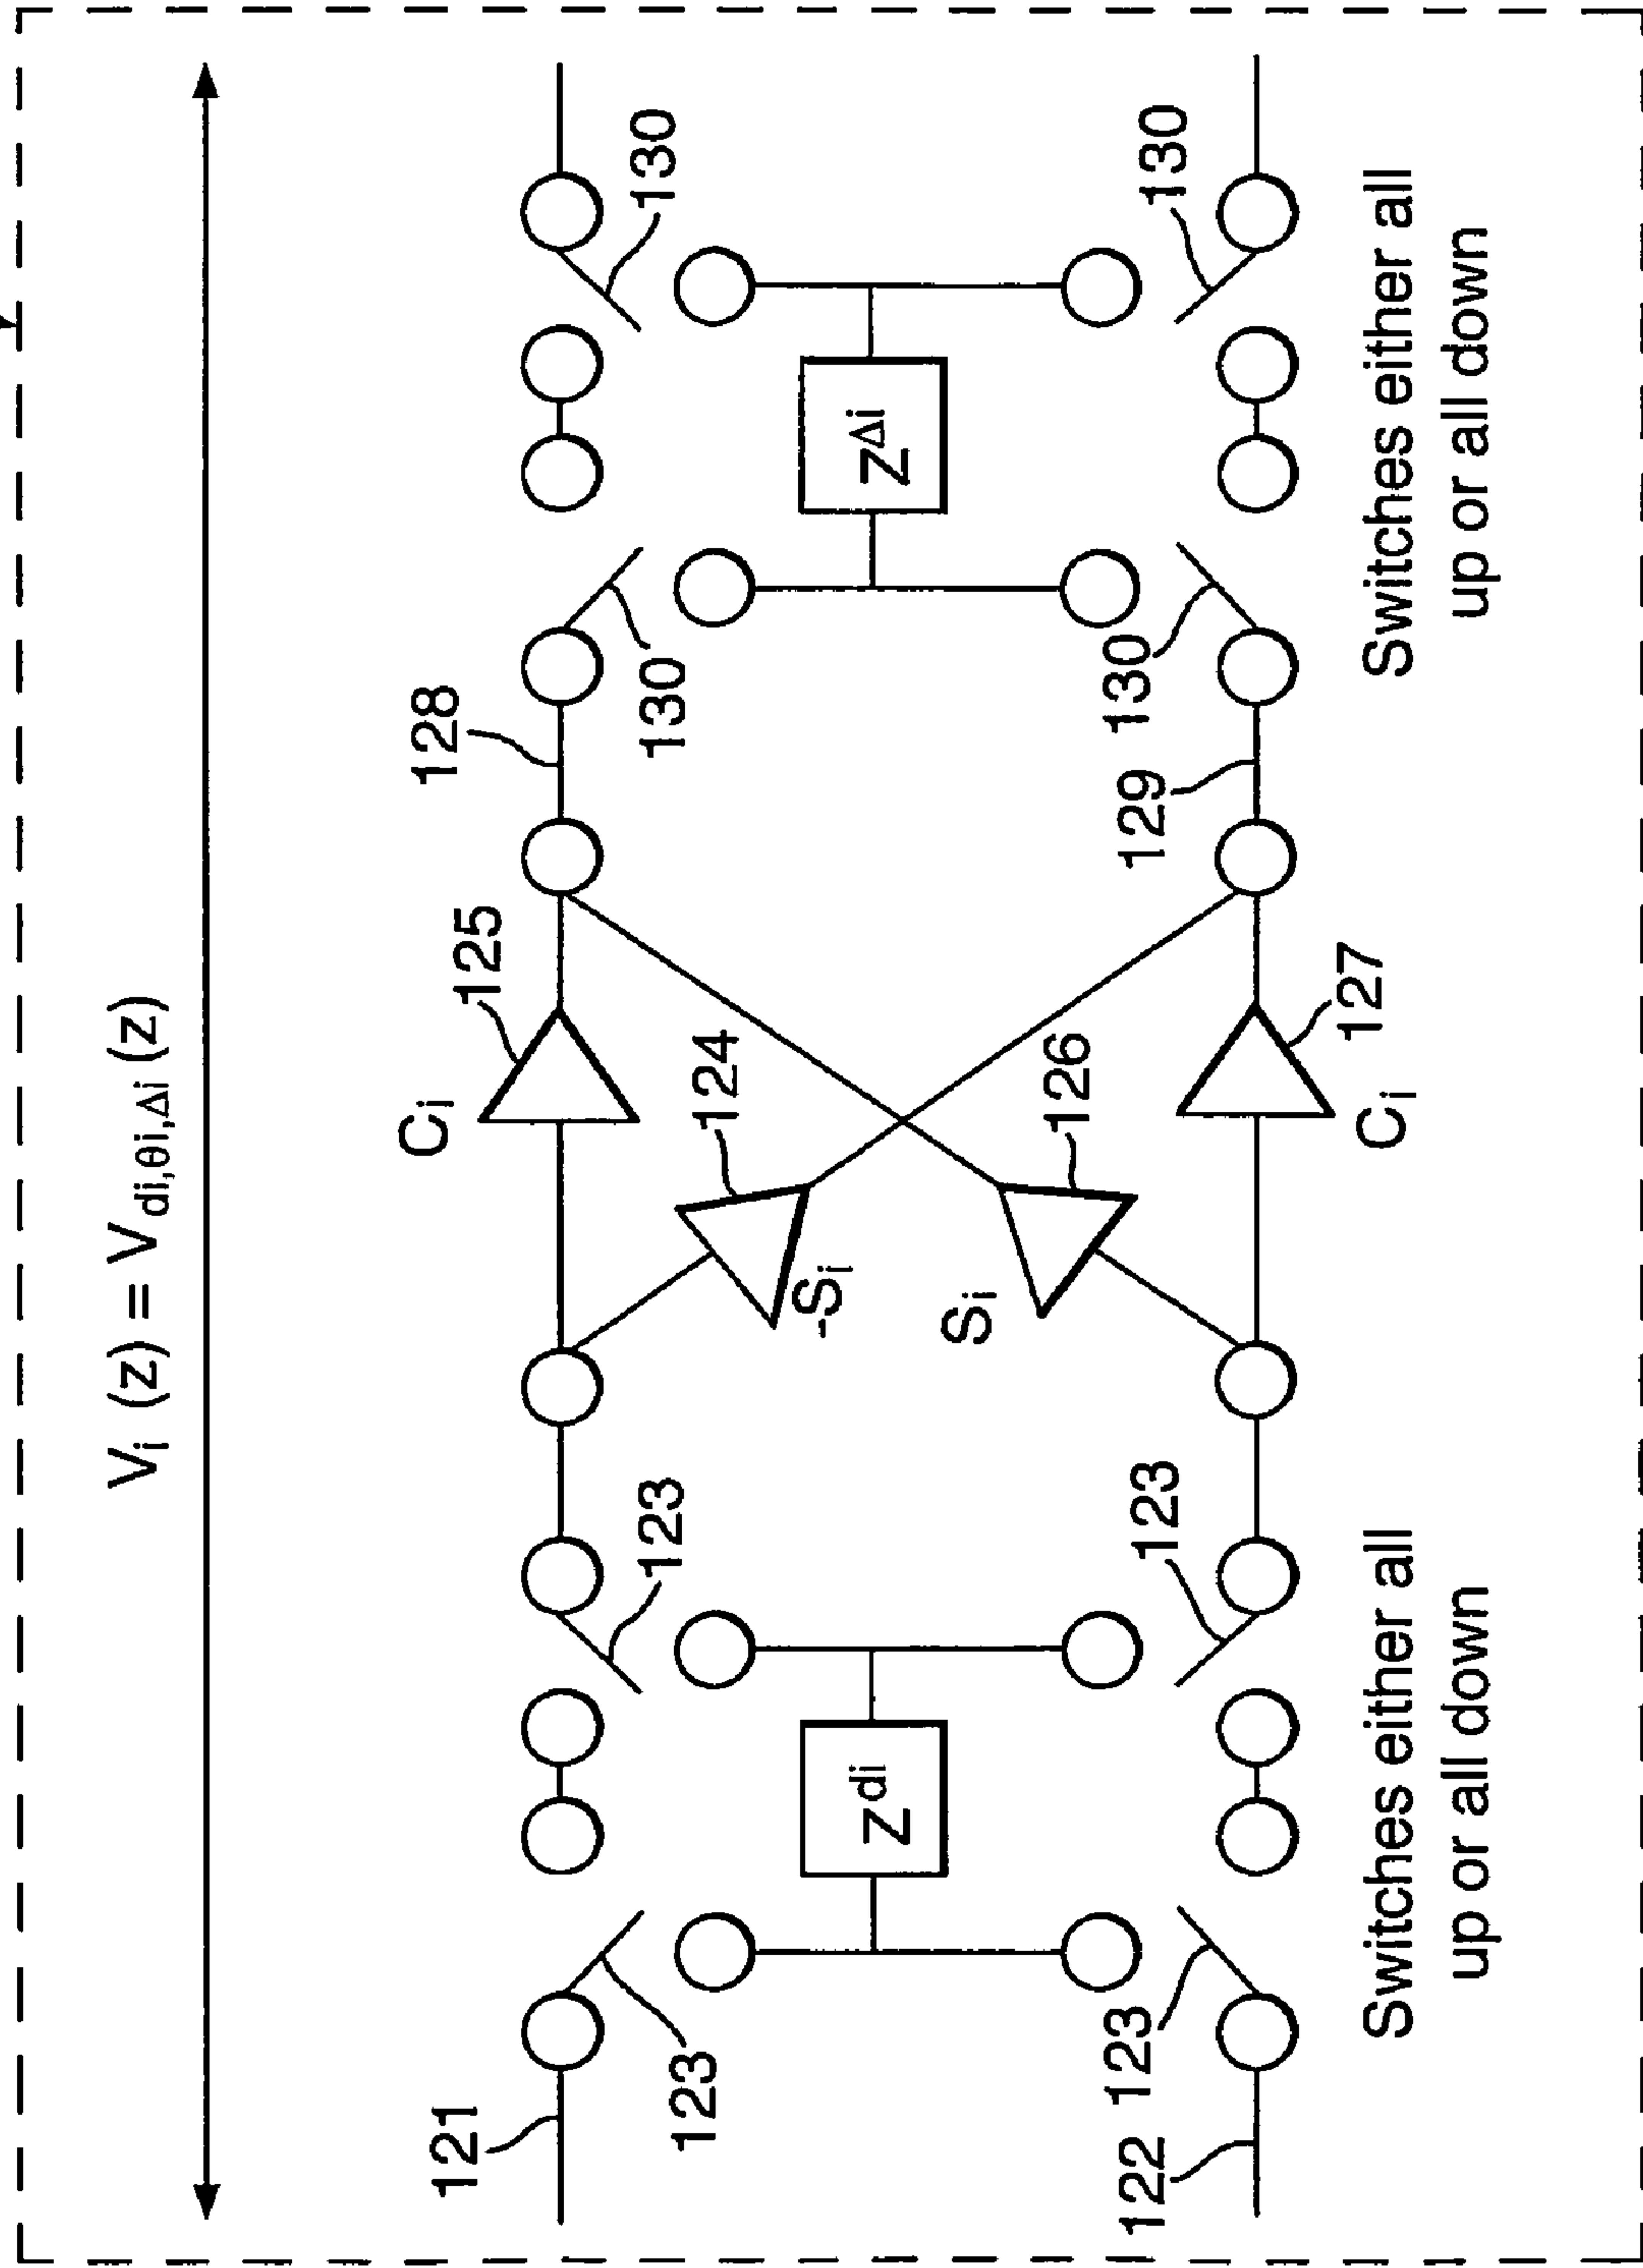 Vi (z) = Vdi,θi,Δi (z)
121
Ci
125
128
123
123
130
130
124
-Si
Zdi
ZΔi
Si
126
122
123
123
129
130
130
Ci
127
Switches either all
up or all down
Switches either all
up or all down